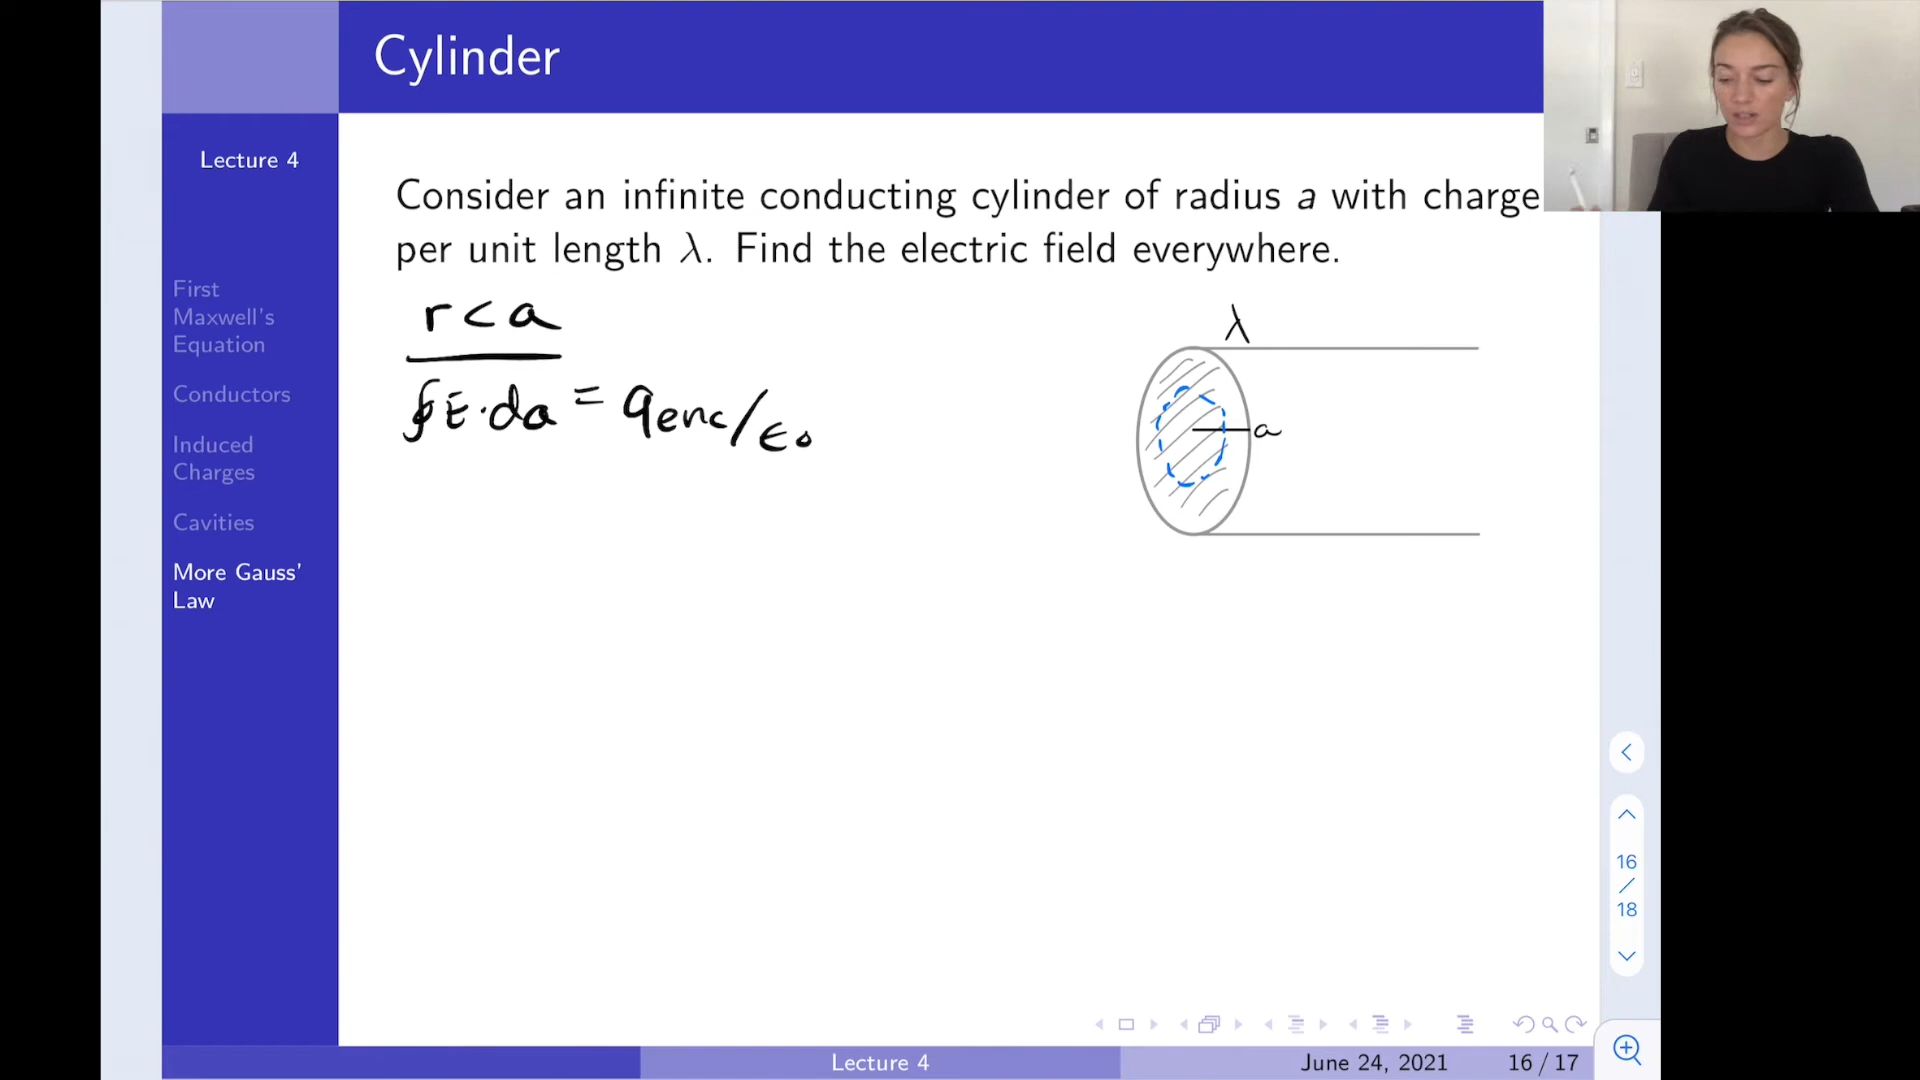 Cylinder
Lecture 4
First
Maxwell's
Equation
Conductors
Induced
Charges
Cavities
More Gauss'
Law
Consider an infinite conducting cylinder of radius a with charge
per unit length λ. Find the electric field everywhere.
r < a
∮E·da = qenc/ε₀
λ
a
16
/
18
Lecture 4
June 24, 2021
16 / 17